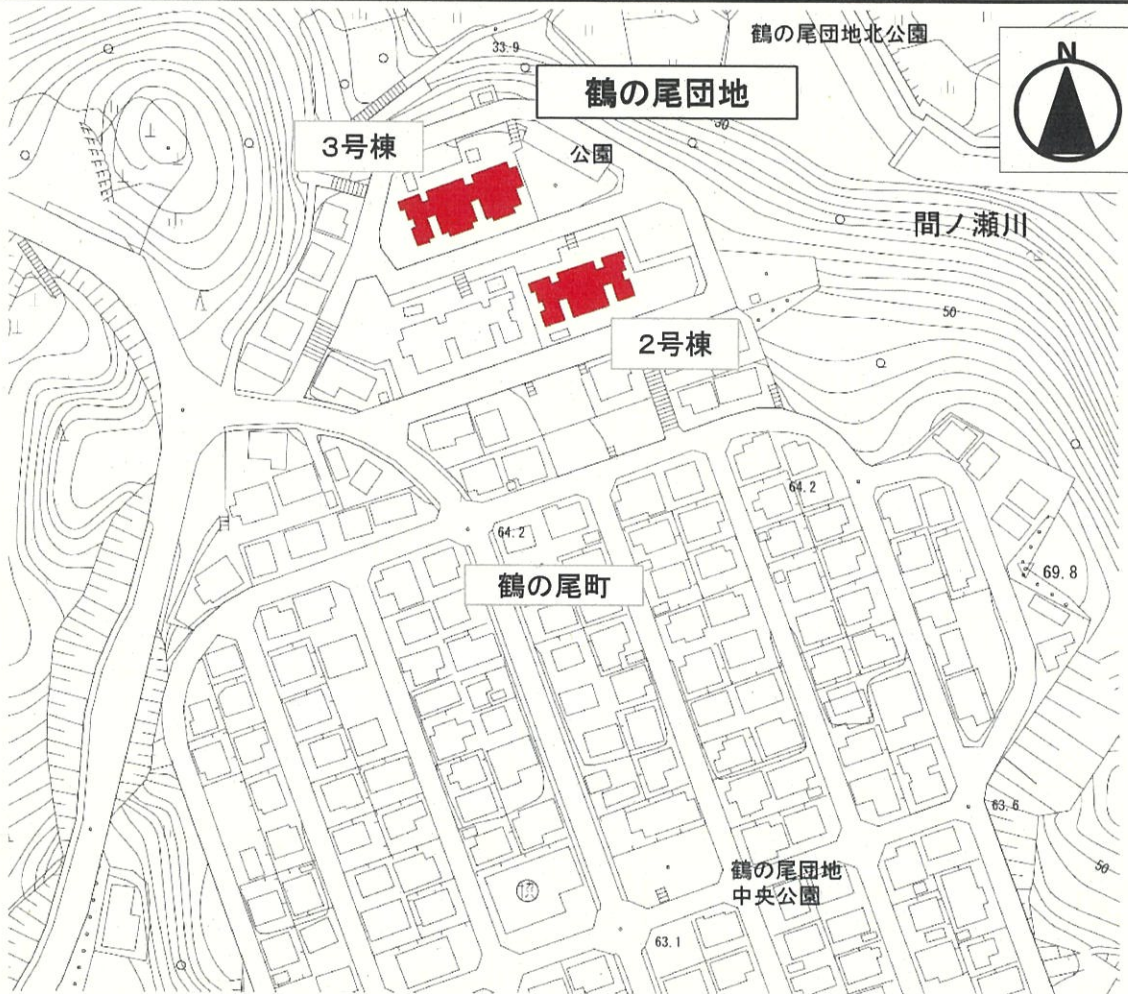 鶴の尾団地北公園
N
33.9
鶴の尾団地
30
3号棟
公園
間ノ瀬川
50
2号棟
64.2
64.2
鶴の尾町
69.8
63.6
鶴の尾団地
中央公園
50
63.1